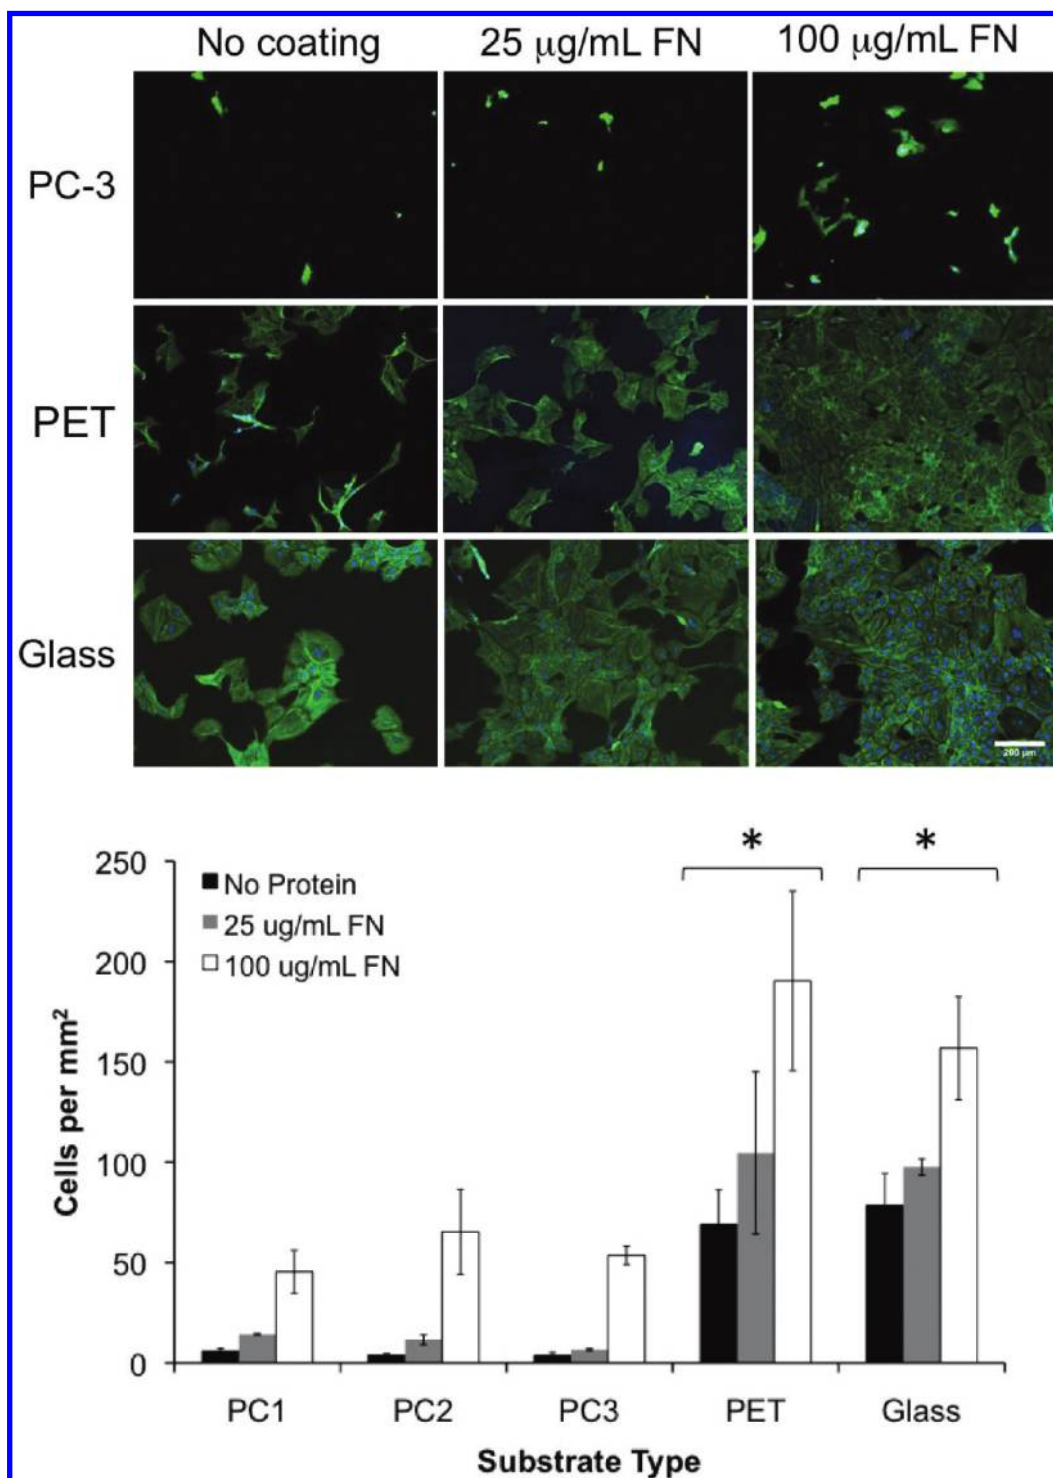 No coating 25 μg/mL FN 100 μg/mL FN
PC-3
PET
Glass
200 μm
* *
250
No Protein
25 ug/mL FN
200
100 ug/mL FN
150
100
50
0
Cells per mm²
PC1 PC2 PC3 PET Glass
Substrate Type